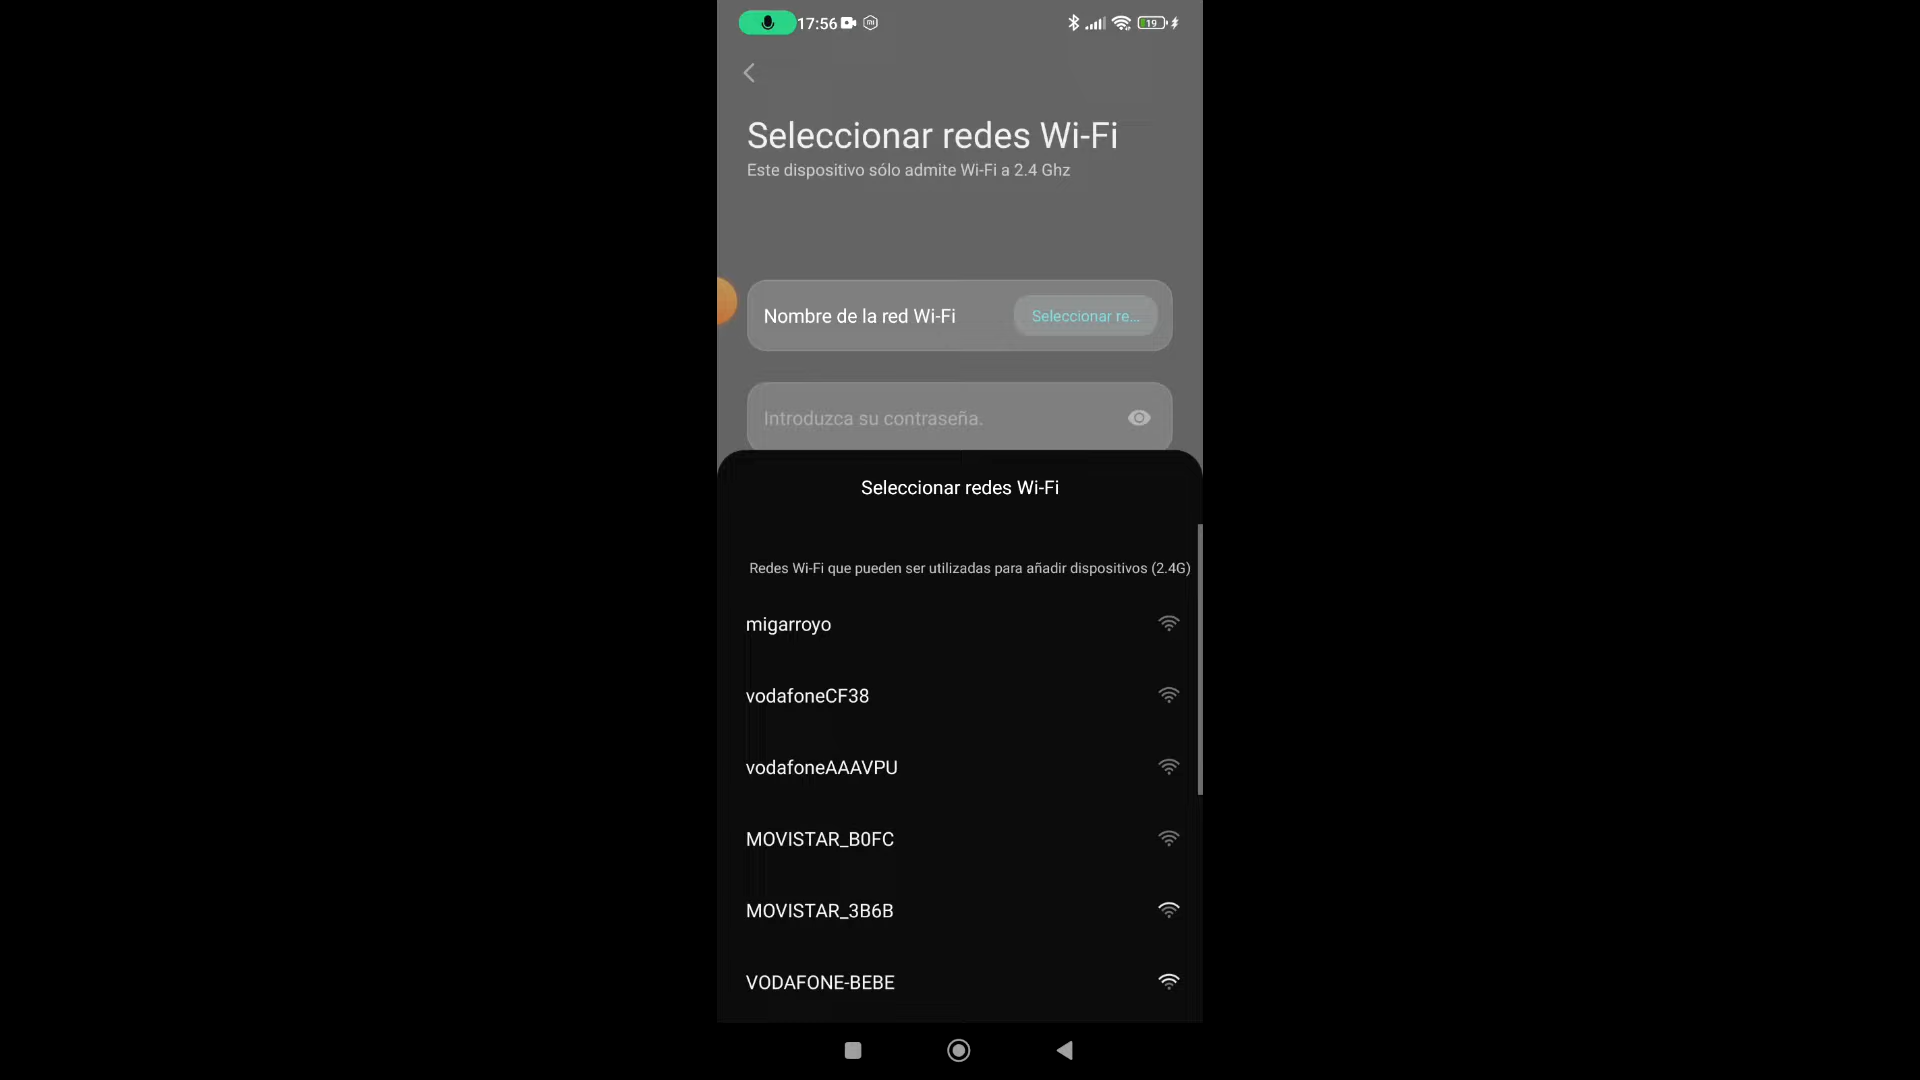 17:56
19
Seleccionar redes Wi-Fi
Este dispositivo sólo admite Wi-Fi a 2.4 Ghz
Nombre de la red Wi-Fi
Seleccionar re...
Introduzca su contraseña.
Seleccionar redes Wi-Fi
Redes Wi-Fi que pueden ser utilizadas para añadir dispositivos (2.4G)
migarroyo
vodafoneCF38
vodafoneAAAVPU
MOVISTAR_B0FC
MOVISTAR_3B6B
VODAFONE-BEBE